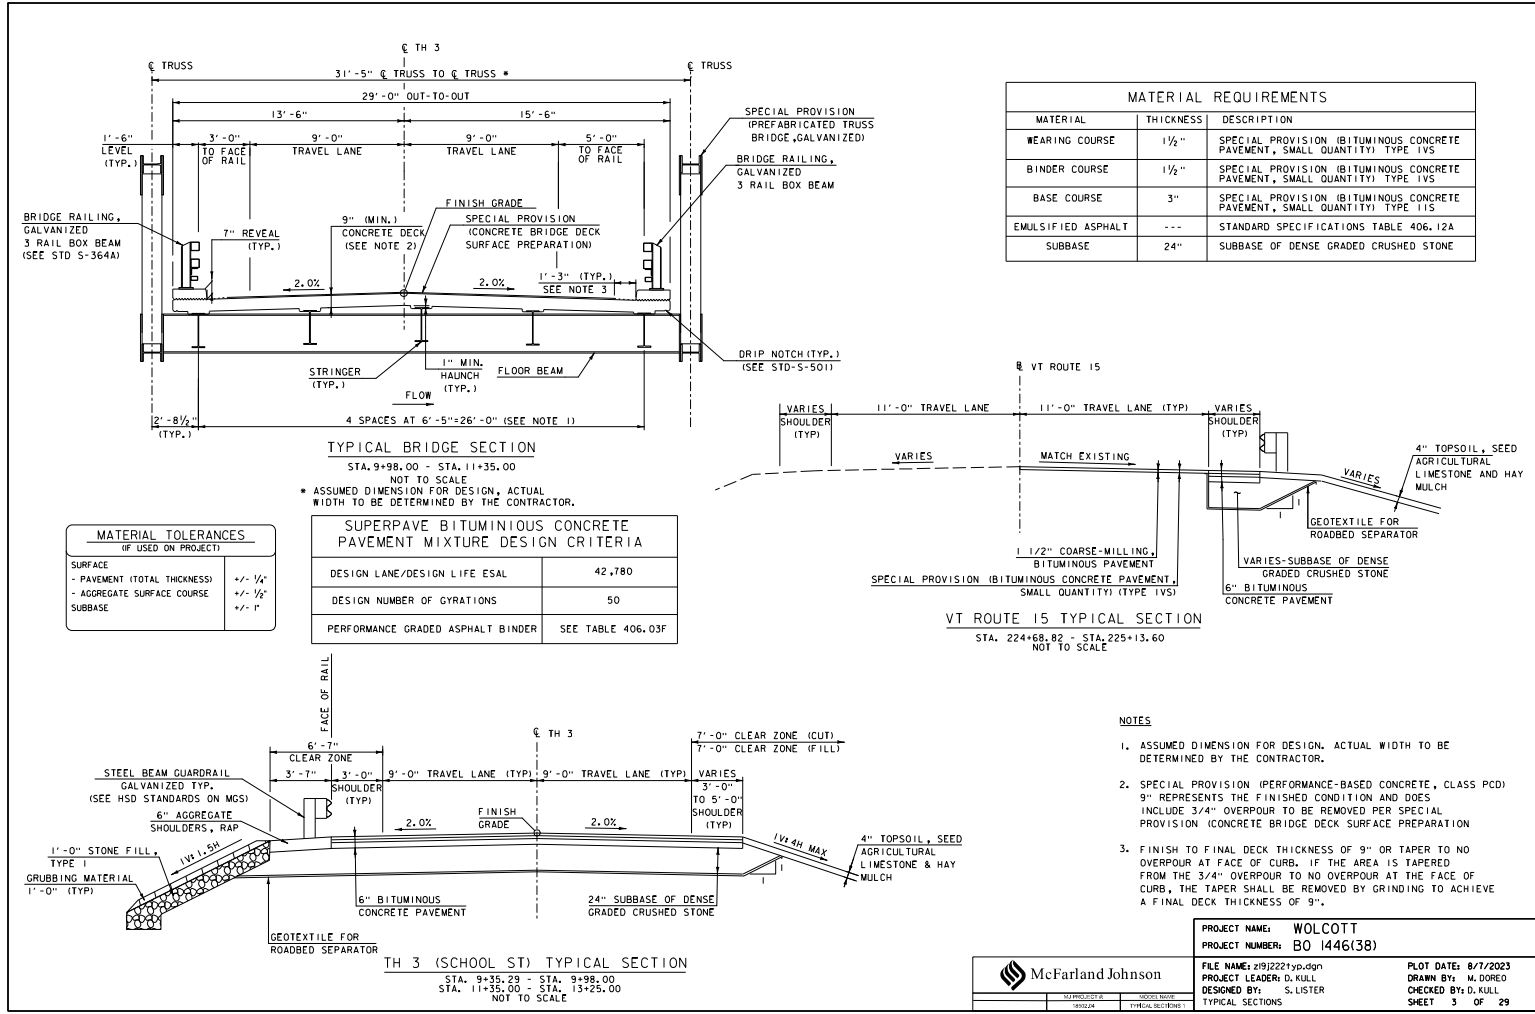 ℄ TH 3
℄ TRUSS
℄ TRUSS
31'-5" ℄ TRUSS TO ℄ TRUSS *
29'-0" OUT-TO-OUT
13'-6"
15'-6"
1'-6"
LEVEL
(TYP.)
3'-0"
TO FACE
OF RAIL
9'-0"
TRAVEL LANE
9'-0"
TRAVEL LANE
5'-0"
TO FACE
OF RAIL
SPECIAL PROVISION
(PREFABRICATED TRUSS
BRIDGE,GALVANIZED)
BRIDGE RAILING,
GALVANIZED
3 RAIL BOX BEAM
BRIDGE RAILING,
GALVANIZED
3 RAIL BOX BEAM
(SEE STD S-364A)
7" REVEAL
(TYP.)
9" (MIN.)
CONCRETE DECK
(SEE NOTE 2)
FINISH GRADE
SPECIAL PROVISION
(CONCRETE BRIDGE DECK
SURFACE PREPARATION)
2.0%
2.0%
1'-3" (TYP.)
SEE NOTE 3
STRINGER
(TYP.)
1" MIN.
HAUNCH
(TYP.)
FLOOR BEAM
DRIP NOTCH(TYP.)
(SEE STD-S-501)
FLOW
2'-8½"
(TYP.)
4 SPACES AT 6'-5"=26'-0" (SEE NOTE 1)
TYPICAL BRIDGE SECTION
STA. 9+98.00 - STA. 11+35.00
NOT TO SCALE
* ASSUMED DIMENSION FOR DESIGN, ACTUAL
WIDTH TO BE DETERMINED BY THE CONTRACTOR.
MATERIAL REQUIREMENTS
MATERIAL THICKNESS DESCRIPTION
WEARING COURSE 1½" SPECIAL PROVISION (BITUMINOUS CONCRETE
PAVEMENT, SMALL QUANTITY) TYPE IVS
BINDER COURSE 1½" SPECIAL PROVISION (BITUMINOUS CONCRETE
PAVEMENT, SMALL QUANTITY) TYPE IVS
BASE COURSE 3" SPECIAL PROVISION (BITUMINOUS CONCRETE
PAVEMENT, SMALL QUANTITY) TYPE IIS
EMULSIFIED ASPHALT --- STANDARD SPECIFICATIONS TABLE 406.12A
SUBBASE 24" SUBBASE OF DENSE GRADED CRUSHED STONE
VT ROUTE 15
VARIES
SHOULDER
(TYP)
11'-0" TRAVEL LANE
11'-0" TRAVEL LANE (TYP)
VARIES
SHOULDER
(TYP)
VARIES
MATCH EXISTING
VARIES
4" TOPSOIL, SEED
AGRICULTURAL
LIMESTONE AND HAY
MULCH
1
1
GEOTEXTILE FOR
ROADBED SEPARATOR
1 1/2" COARSE-MILLING,
BITUMINOUS PAVEMENT
SPECIAL PROVISION (BITUMINOUS CONCRETE PAVEMENT,
SMALL QUANTITY) (TYPE IVS)
VARIES-SUBBASE OF DENSE
GRADED CRUSHED STONE
6" BITUMINOUS
CONCRETE PAVEMENT
VT ROUTE 15 TYPICAL SECTION
STA. 224+68.82 - STA.225+13.60
NOT TO SCALE
MATERIAL TOLERANCES
(IF USED ON PROJECT)
SURFACE
- PAVEMENT (TOTAL THICKNESS) +/- ¼"
- AGGREGATE SURFACE COURSE +/- ½"
SUBBASE +/- 1"
SUPERPAVE BITUMINIOUS CONCRETE
PAVEMENT MIXTURE DESIGN CRITERIA
DESIGN LANE/DESIGN LIFE ESAL 42,780
DESIGN NUMBER OF GYRATIONS 50
PERFORMANCE GRADED ASPHALT BINDER SEE TABLE 406.03F
FACE OF RAIL
℄ TH 3
6'-7"
CLEAR ZONE
3'-7"
3'-0"
SHOULDER
(TYP)
9'-0" TRAVEL LANE (TYP)
9'-0" TRAVEL LANE (TYP)
7'-0" CLEAR ZONE (CUT)
7'-0" CLEAR ZONE (FILL)
VARIES
3'-0"
TO 5'-0"
SHOULDER
(TYP)
STEEL BEAM GUARDRAIL
GALVANIZED TYP.
(SEE HSD STANDARDS ON MGS)
6" AGGREGATE
SHOULDERS, RAP
FINISH
GRADE
2.0%
2.0%
1V:1.5H
1V:4H MAX
1'-0" STONE FILL,
TYPE 1
GRUBBING MATERIAL
1'-0" (TYP)
4" TOPSOIL, SEED
AGRICULTURAL
LIMESTONE & HAY
MULCH
1
1
6" BITUMINOUS
CONCRETE PAVEMENT
24" SUBBASE OF DENSE
GRADED CRUSHED STONE
GEOTEXTILE FOR
ROADBED SEPARATOR
TH 3 (SCHOOL ST) TYPICAL SECTION
STA. 9+35.29 - STA. 9+98.00
STA. 11+35.00 - STA. 13+25.00
NOT TO SCALE
NOTES
1. ASSUMED DIMENSION FOR DESIGN. ACTUAL WIDTH TO BE
DETERMINED BY THE CONTRACTOR.
2. SPECIAL PROVISION (PERFORMANCE-BASED CONCRETE, CLASS PCD)
9" REPRESENTS THE FINISHED CONDITION AND DOES
INCLUDE 3/4" OVERPOUR TO BE REMOVED PER SPECIAL
PROVISION (CONCRETE BRIDGE DECK SURFACE PREPARATION
3. FINISH TO FINAL DECK THICKNESS OF 9" OR TAPER TO NO
OVERPOUR AT FACE OF CURB. IF THE AREA IS TAPERED
FROM THE 3/4" OVERPOUR TO NO OVERPOUR AT THE FACE OF
CURB, THE TAPER SHALL BE REMOVED BY GRINDING TO ACHIEVE
A FINAL DECK THICKNESS OF 9".
PROJECT NAME: WOLCOTT
PROJECT NUMBER: BO 1446(38)
McFarland Johnson
MJ PROJECT # MODEL NAME
18502.04 TYPICAL SECTIONS 1
FILE NAME: z19j222typ.dgn PLOT DATE: 8/7/2023
PROJECT LEADER: D. KULL DRAWN BY: M. DOREO
DESIGNED BY: S. LISTER CHECKED BY: D. KULL
TYPICAL SECTIONS SHEET 3 OF 29